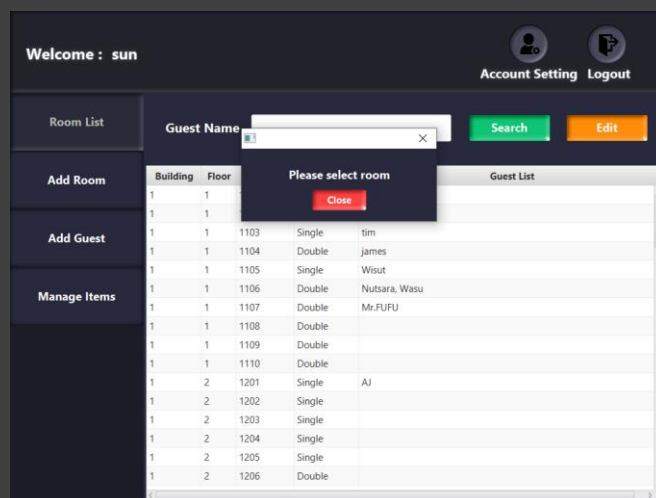 Welcome : sun
Account Setting Logout
Room List
Guest Name
Search
Edit
Please select room
Close
Add Room
Add Guest
Manage Items
Building Floor Guest List
1 1
1 1
1 1 1103 Single tim
1 1 1104 Double james
1 1 1105 Single Wisut
1 1 1106 Double Nutsara, Wasu
1 1 1107 Double Mr.FUFU
1 1 1108 Double
1 1 1109 Double
1 1 1110 Double
1 2 1201 Single AJ
1 2 1202 Single
1 2 1203 Single
1 2 1204 Single
1 2 1205 Single
1 2 1206 Double